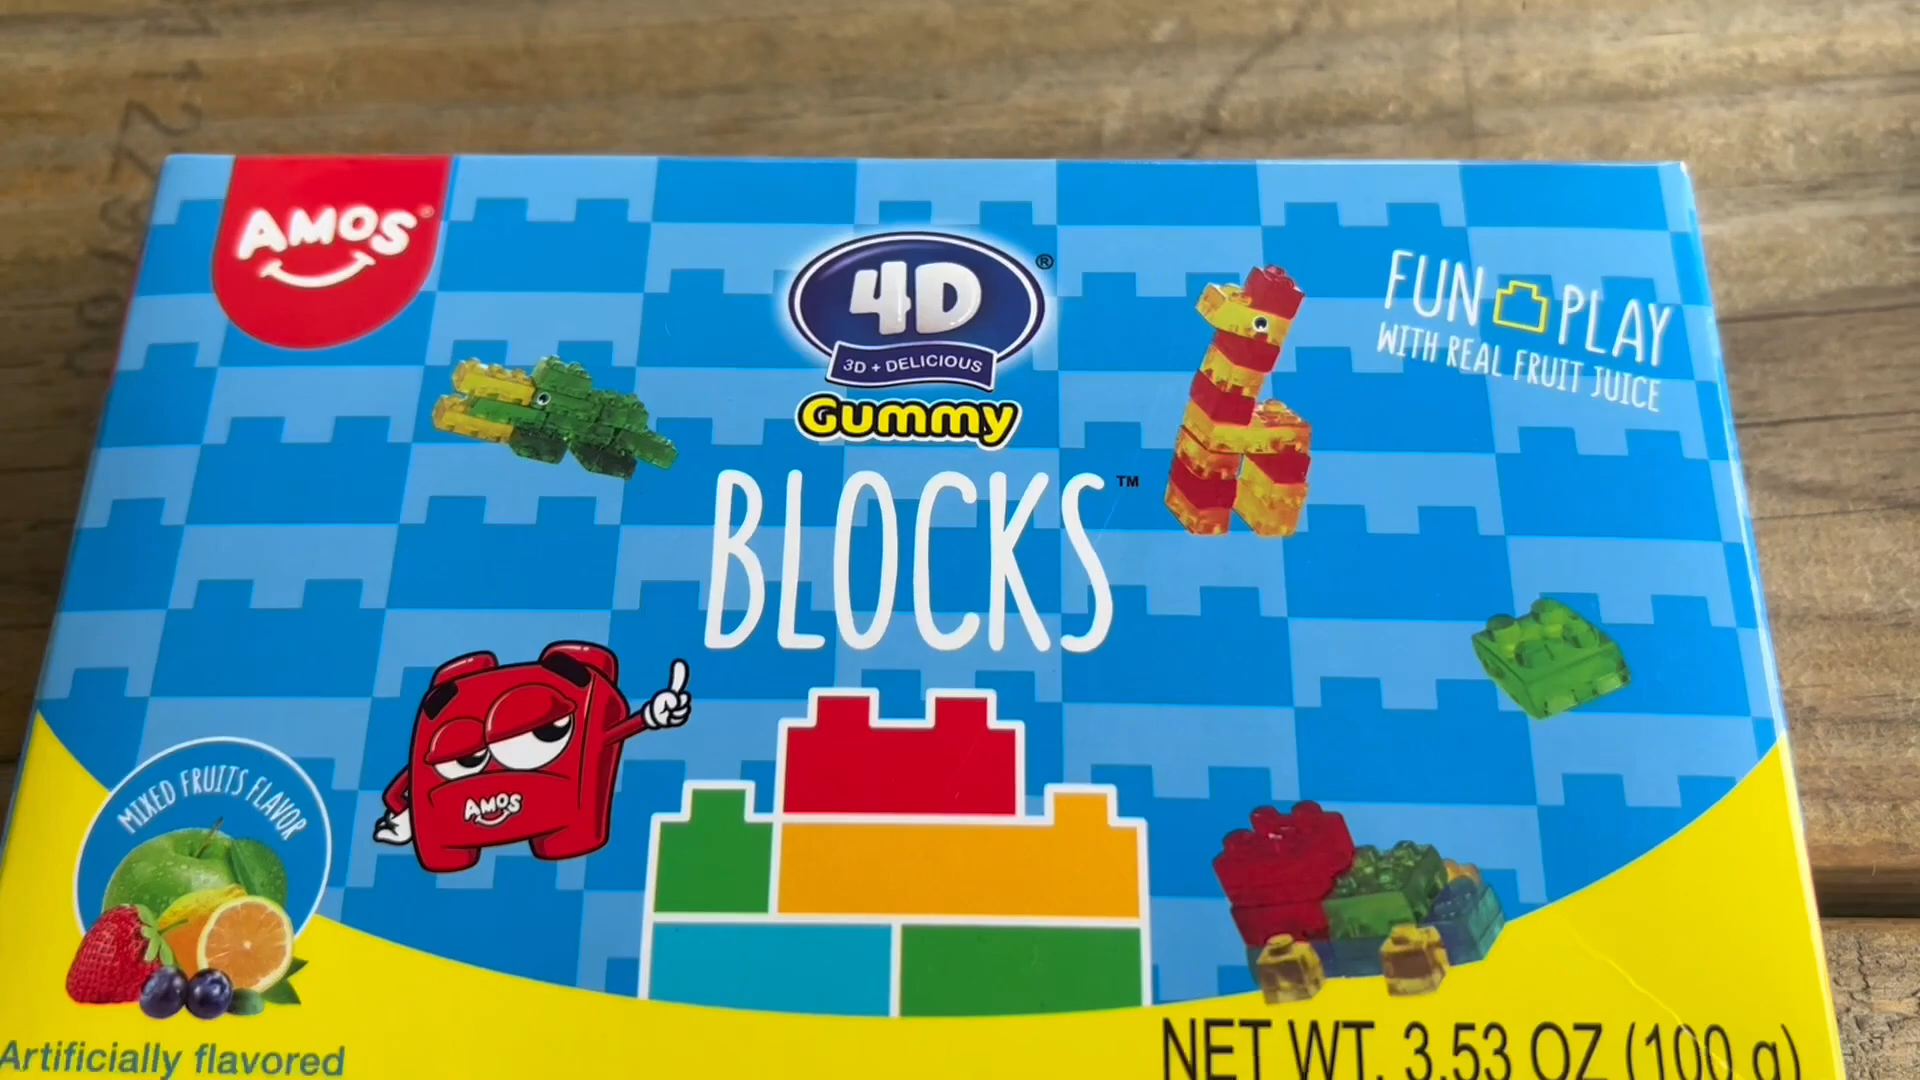 AMOS®
4D®
3D + DELICIOUS
Gummy
BLOCKS™
FUN PLAY
WITH REAL FRUIT JUICE
AMOS
MIXED FRUITS FLAVOR
Artificially flavored
NET WT. 3.53 OZ (100 g)